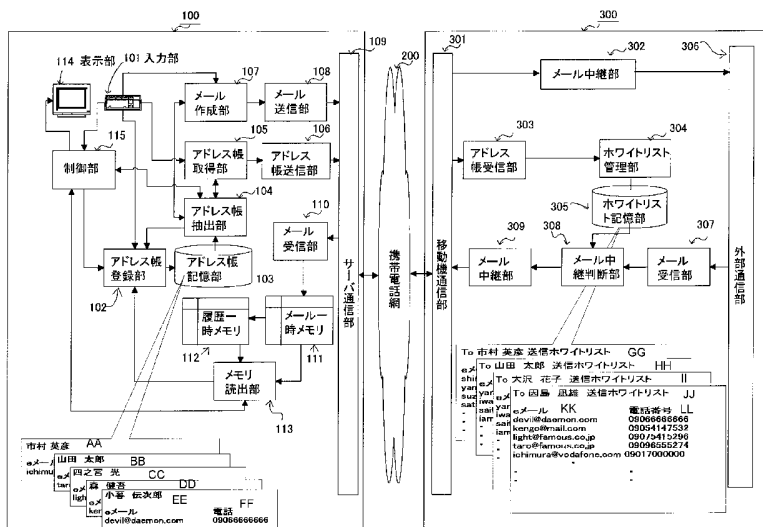 100
300
114 表示部
101 入力部
107
メール
作成部
108
メール
送信部
109
200
301
302
メール中継部
306
115
制御部
105
アドレス帳
取得部
106
アドレス
帳送信部
303
アドレス
帳受信部
304
ホワイトリスト
管理部
104
アドレス帳
抽出部
110
メール
受信部
305
ホワイトリス
ト記憶部
309
メール
中継部
308
メール中
継判断部
307
メール
受信部
アドレス帳
登録部
102
アドレス帳
記憶部
103
サーバ通信部
携帯電話網
移動機通信部
外部通信部
履歴一
時メモリ
112
メール一
時メモリ
111
メモリ
読出部
113
市村 英彦 AA
eメー
ichimu
山田 太郎 BB
eメ
taro
四之宮 光 CC
eメ
ligh
森 健吾 DD
eメ
ken
小暮 伝次郎 EE
eメール
電話 FF
devil@daemon.com 09066666666
To 市村 英彦 送信ホワイトリスト GG
To 山田 太郎 送信ホワイトリスト HH
To 大沢 花子 送信ホワイトリスト II
To 因島 凪雄 送信ホワイトリスト JJ
eメール KK 電話番号 LL
devil@daemon.com 09066666666
kengo@mail.com 09054147532
light@famous.co.jp 09075415296
taro@famous.co.jp 09096555274
ichimura@vodafone.com 09017000000